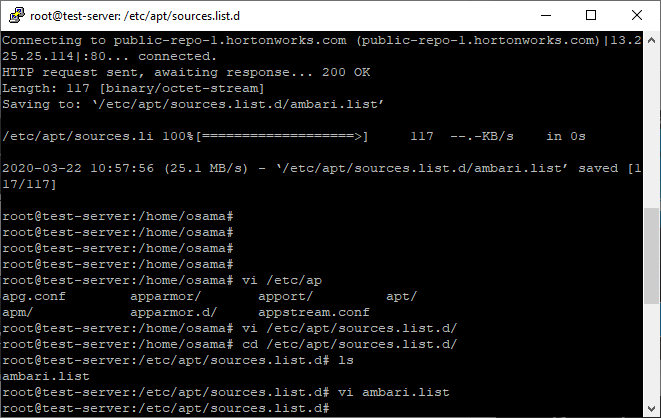 root@test-server: /etc/apt/sources.list.d
Connecting to public-repo-1.hortonworks.com (public-repo-1.hortonworks.com)|13.2
25.25.114|:80... connected.
HTTP request sent, awaiting response... 200 OK
Length: 117 [binary/octet-stream]
Saving to: ‘/etc/apt/sources.list.d/ambari.list’
/etc/apt/sources.li 100%[===================>]     117  --.-KB/s    in 0s
2020-03-22 10:57:56 (25.1 MB/s) - ‘/etc/apt/sources.list.d/ambari.list’ saved [1
17/117]
root@test-server:/home/osama#
root@test-server:/home/osama#
root@test-server:/home/osama#
root@test-server:/home/osama#
root@test-server:/home/osama# vi /etc/ap
apg.conf        apparmor/       apport/         apt/
apm/            apparmor.d/     appstream.conf
root@test-server:/home/osama# vi /etc/apt/sources.list.d/
root@test-server:/home/osama# cd /etc/apt/sources.list.d/
root@test-server:/etc/apt/sources.list.d# ls
ambari.list
root@test-server:/etc/apt/sources.list.d# vi ambari.list
root@test-server:/etc/apt/sources.list.d#